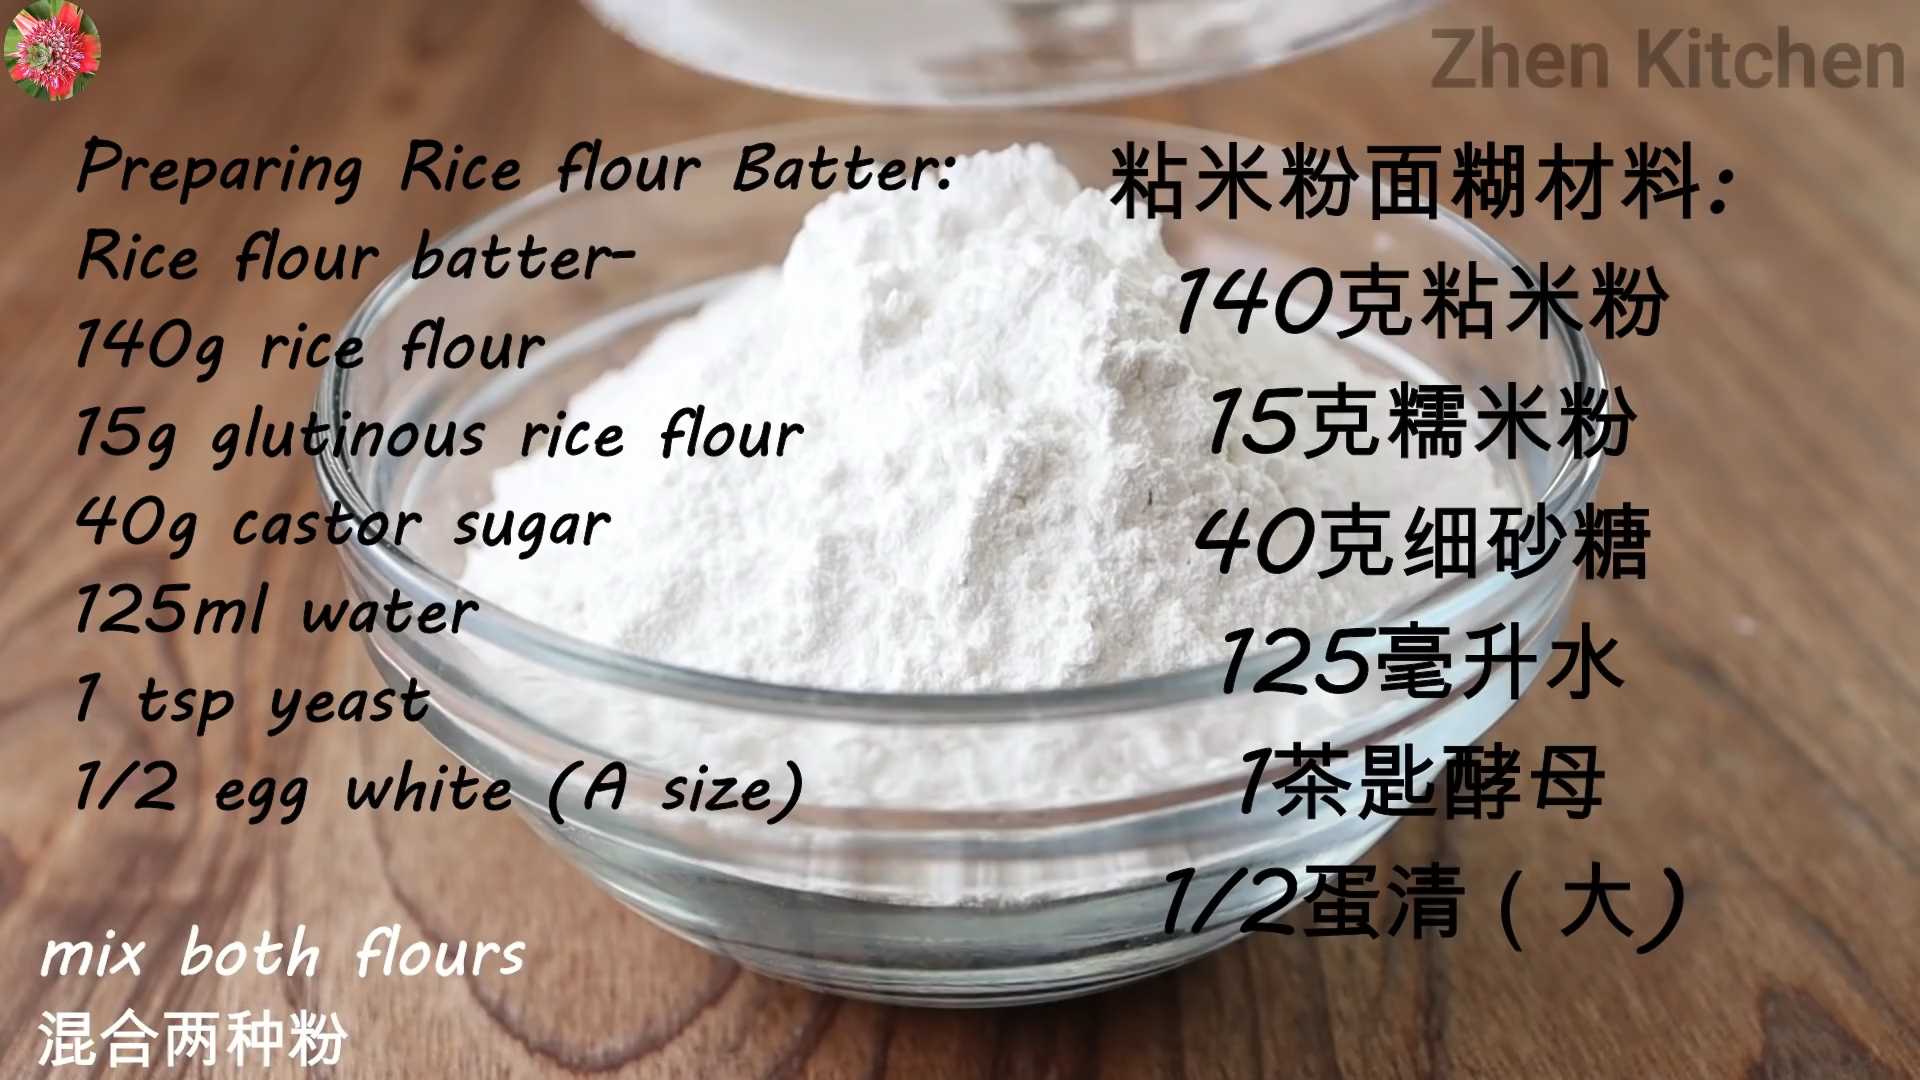 Zhen Kitchen
Preparing Rice flour Batter:
Rice flour batter-
140g rice flour
15g glutinous rice flour
40g castor sugar
125ml water
1 tsp yeast
1/2 egg white (A size)
粘米粉面糊材料:
140克粘米粉
15克糯米粉
40克细砂糖
125毫升水
1茶匙酵母
1/2蛋清（大)
mix both flours
混合两种粉